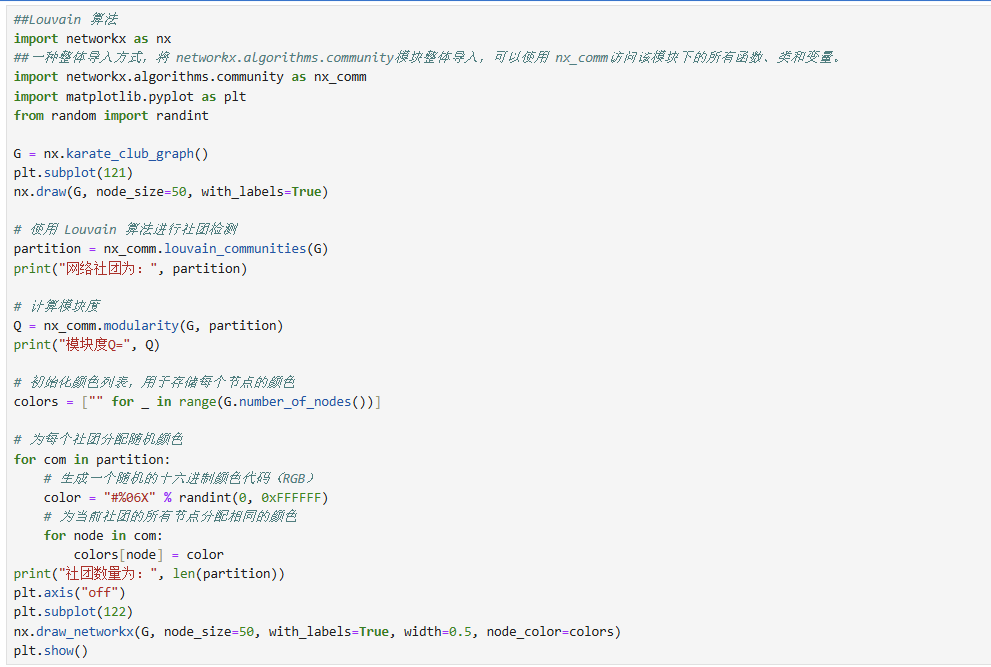 ##Louvain 算法
import networkx as nx
##一种整体导入方式，将 networkx.algorithms.community模块整体导入，可以使用 nx_comm访问该模块下的所有函数、类和变量。
import networkx.algorithms.community as nx_comm
import matplotlib.pyplot as plt
from random import randint

G = nx.karate_club_graph()
plt.subplot(121)
nx.draw(G, node_size=50, with_labels=True)

# 使用 Louvain 算法进行社团检测
partition = nx_comm.louvain_communities(G)
print("网络社团为：", partition)

# 计算模块度
Q = nx_comm.modularity(G, partition)
print("模块度Q=", Q)

# 初始化颜色列表，用于存储每个节点的颜色
colors = ["" for _ in range(G.number_of_nodes())]

# 为每个社团分配随机颜色
for com in partition:
    # 生成一个随机的十六进制颜色代码（RGB）
    color = "#%06X" % randint(0, 0xFFFFFF)
    # 为当前社团的所有节点分配相同的颜色
    for node in com:
        colors[node] = color
print("社团数量为：", len(partition))
plt.axis("off")
plt.subplot(122)
nx.draw_networkx(G, node_size=50, with_labels=True, width=0.5, node_color=colors)
plt.show()